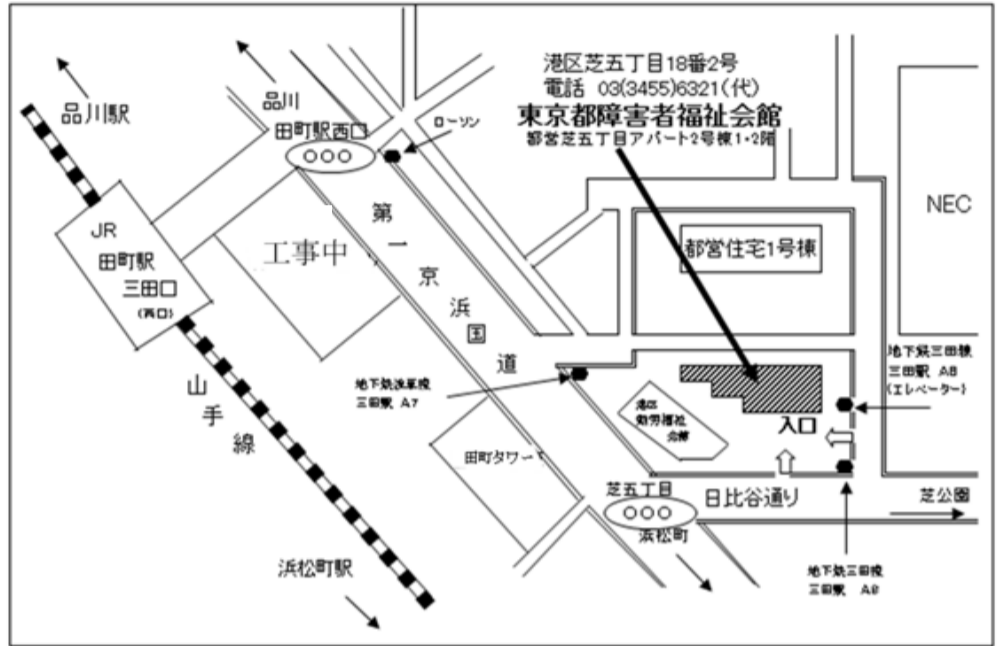 港区芝五丁目18番2号
電話 03(3455)6321(代)
東京都障害者福祉会館
都営芝五丁目アパート2号棟1・2階
品川駅
品川
田町駅西口
ローソン
NEC
JR
田町駅
三田口
(西口)
工事中
第一京浜国道
都営住宅1号棟
地下鉄三田線
三田駅 A8
(エレベーター)
地下鉄浅草線
三田駅 A7
港区
勤労福祉
会館
入口
山手線
田町タワー
芝五丁目
日比谷通り
芝公園
浜松町
浜松町駅
地下鉄三田線
三田駅 A9